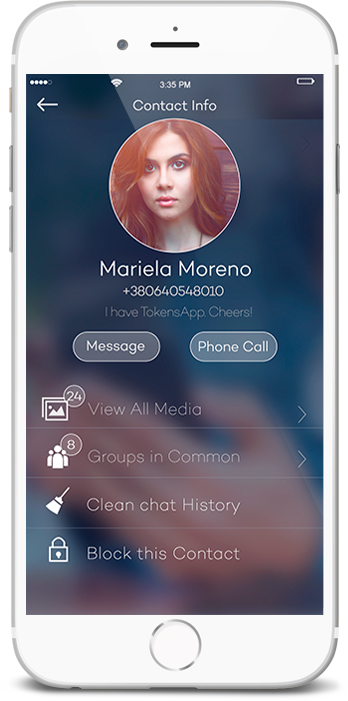 3:35 PM
Contact Info
Mariela Moreno
+380640548010
I have TokensApp. Cheers!
Message
Phone Call
24
View All Media
8
Groups in Common
Clean chat History
Block this Contact